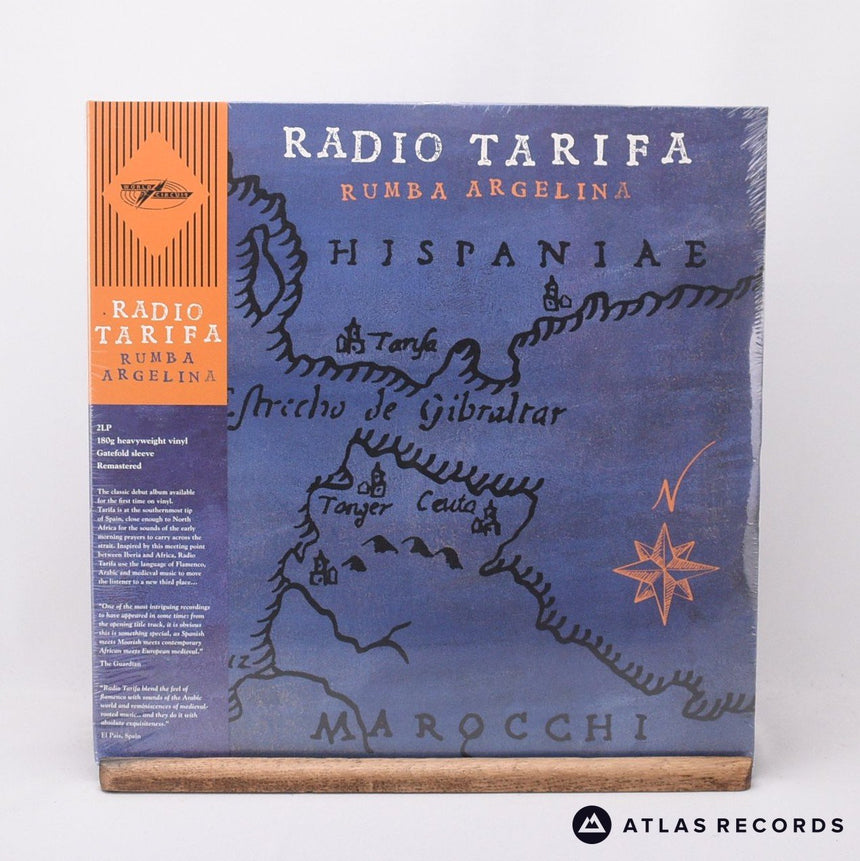 WORLD CIRCUIT
RADIO
TARIFA
RUMBA
ARGELINA
2LP
180g heavyweight vinyl
Gatefold sleeve
Remastered
The classic debut album available
for the first time on vinyl.
Tarifa is at the southernmost tip
of Spain, close enough to North
Africa for the sounds of the early
morning prayers to carry across the
strait. Inspired by this meeting point
between Iberia and Africa, Radio
Tarifa use the language of Flamenco,
Arabic and medieval music to move
the listener to a new third place...
"One of the most intriguing recordings
to have appeared in some time: from
the opening title track, it is obvious
this is something special, as Spanish
meets Moorish meets contemporary
African meets European medieval."
The Guardian
"Radio Tarifa blend the feel of
flamenco with sounds of the Arabic
world and reminiscences of medieval-
rooted music... and they do it with
absolute exquisiteness."
El Pais, Spain
RADIO TARIFA
RUMBA ARGELINA
HISPANIAE
Tarifa
Estrecho de Gibraltar
Tanger Ceuta
N
MAROCCHI
ATLAS RECORDS